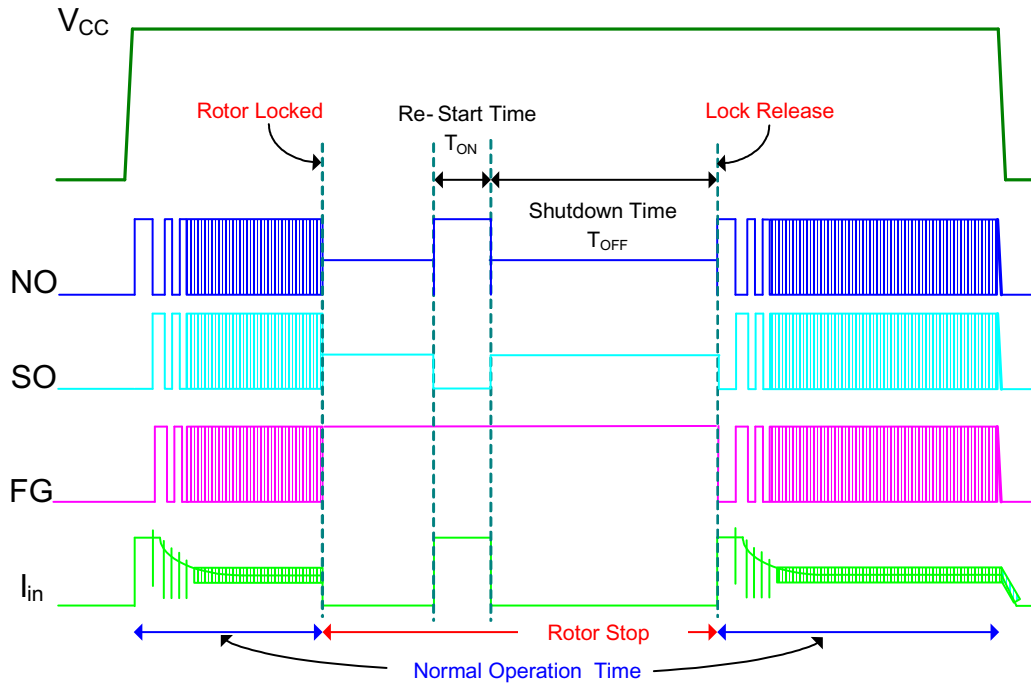 VCC
Rotor Locked
Re- Start Time
TON
Lock Release
Shutdown Time
TOFF
NO
SO
FG
Iin
Rotor Stop
Normal Operation Time